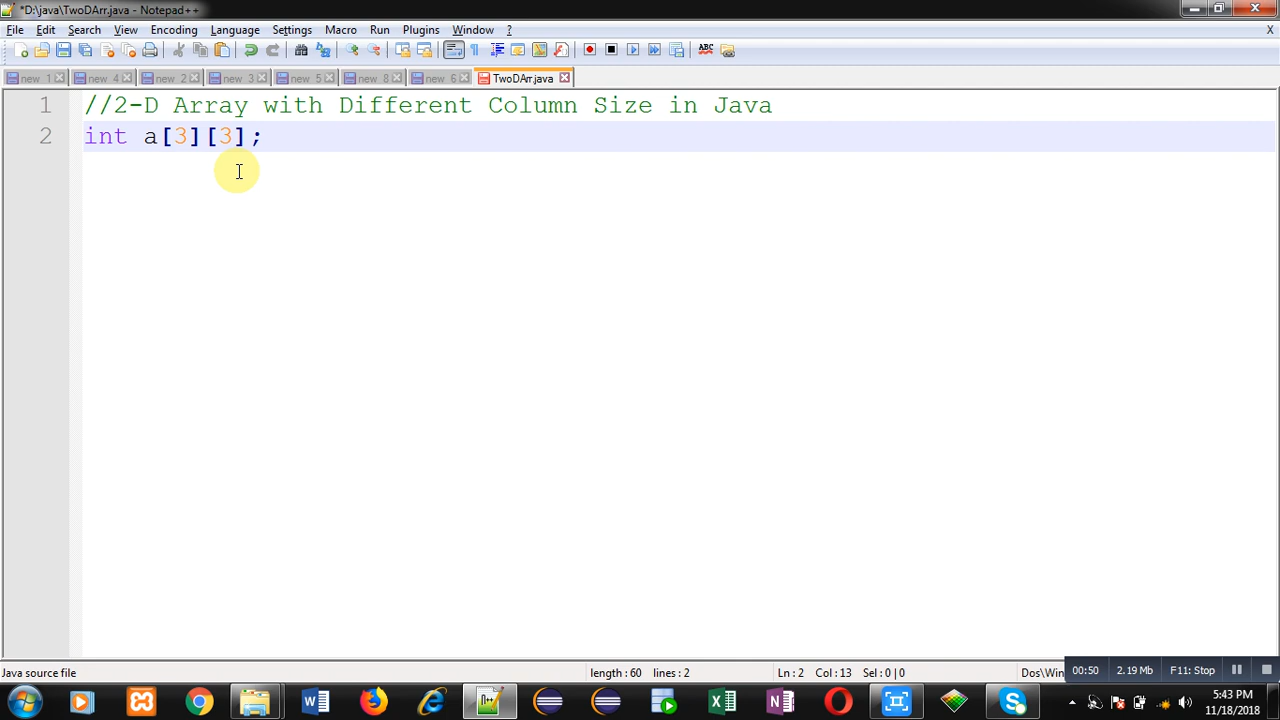 *D:\java\TwoDArr.java - Notepad++
File Edit Search View Encoding Language Settings Macro Run Plugins Window ? X
new 1 new 4 new 2 new 3 new 5 new 8 new 6 TwoDArr.java
1 //2-D Array with Different Column Size in Java
2 int a[3][3];
Java source file length : 60 lines : 2 Ln : 2 Col : 13 Sel : 0 | 0 Dos\Win
00:50 2.19 Mb F11: Stop
5:43 PM
11/18/2018